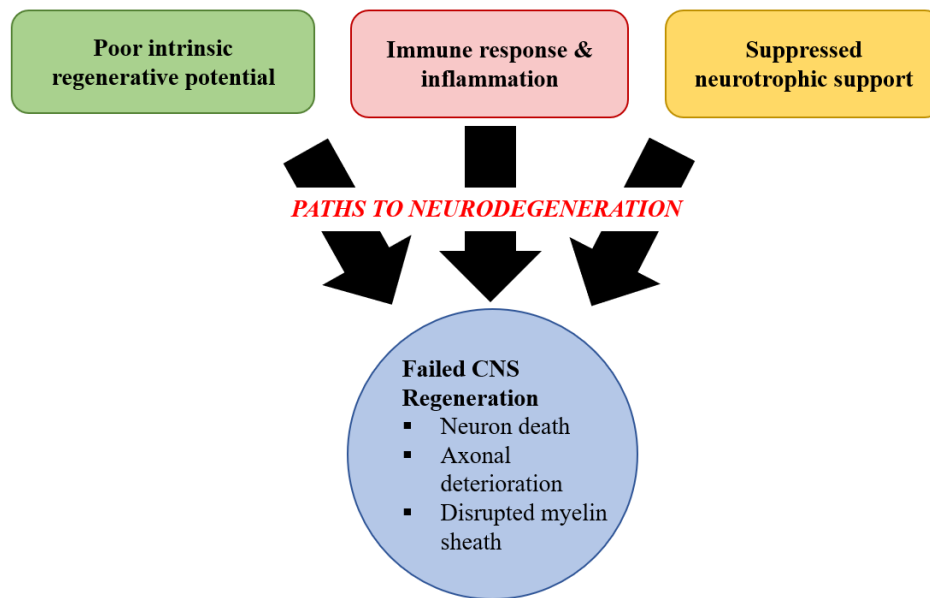 Poor intrinsic
regenerative potential
Immune response &
inflammation
Suppressed
neurotrophic support
PATHS TO NEURODEGENERATION
Failed CNS
Regeneration
▪ Neuron death
▪ Axonal
deterioration
▪ Disrupted myelin
sheath